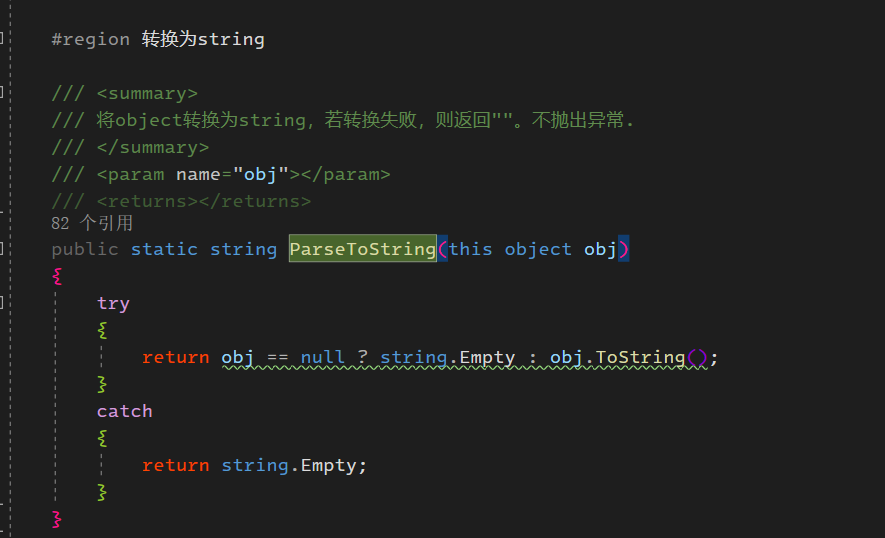 #region 转换为string
/// <summary>
/// 将object转换为string，若转换失败，则返回""。不抛出异常.
/// </summary>
/// <param name="obj"></param>
/// <returns></returns>
82 个引用
public static string ParseToString(this object obj)
{
try
{
return obj == null ? string.Empty : obj.ToString();
}
catch
{
return string.Empty;
}
}